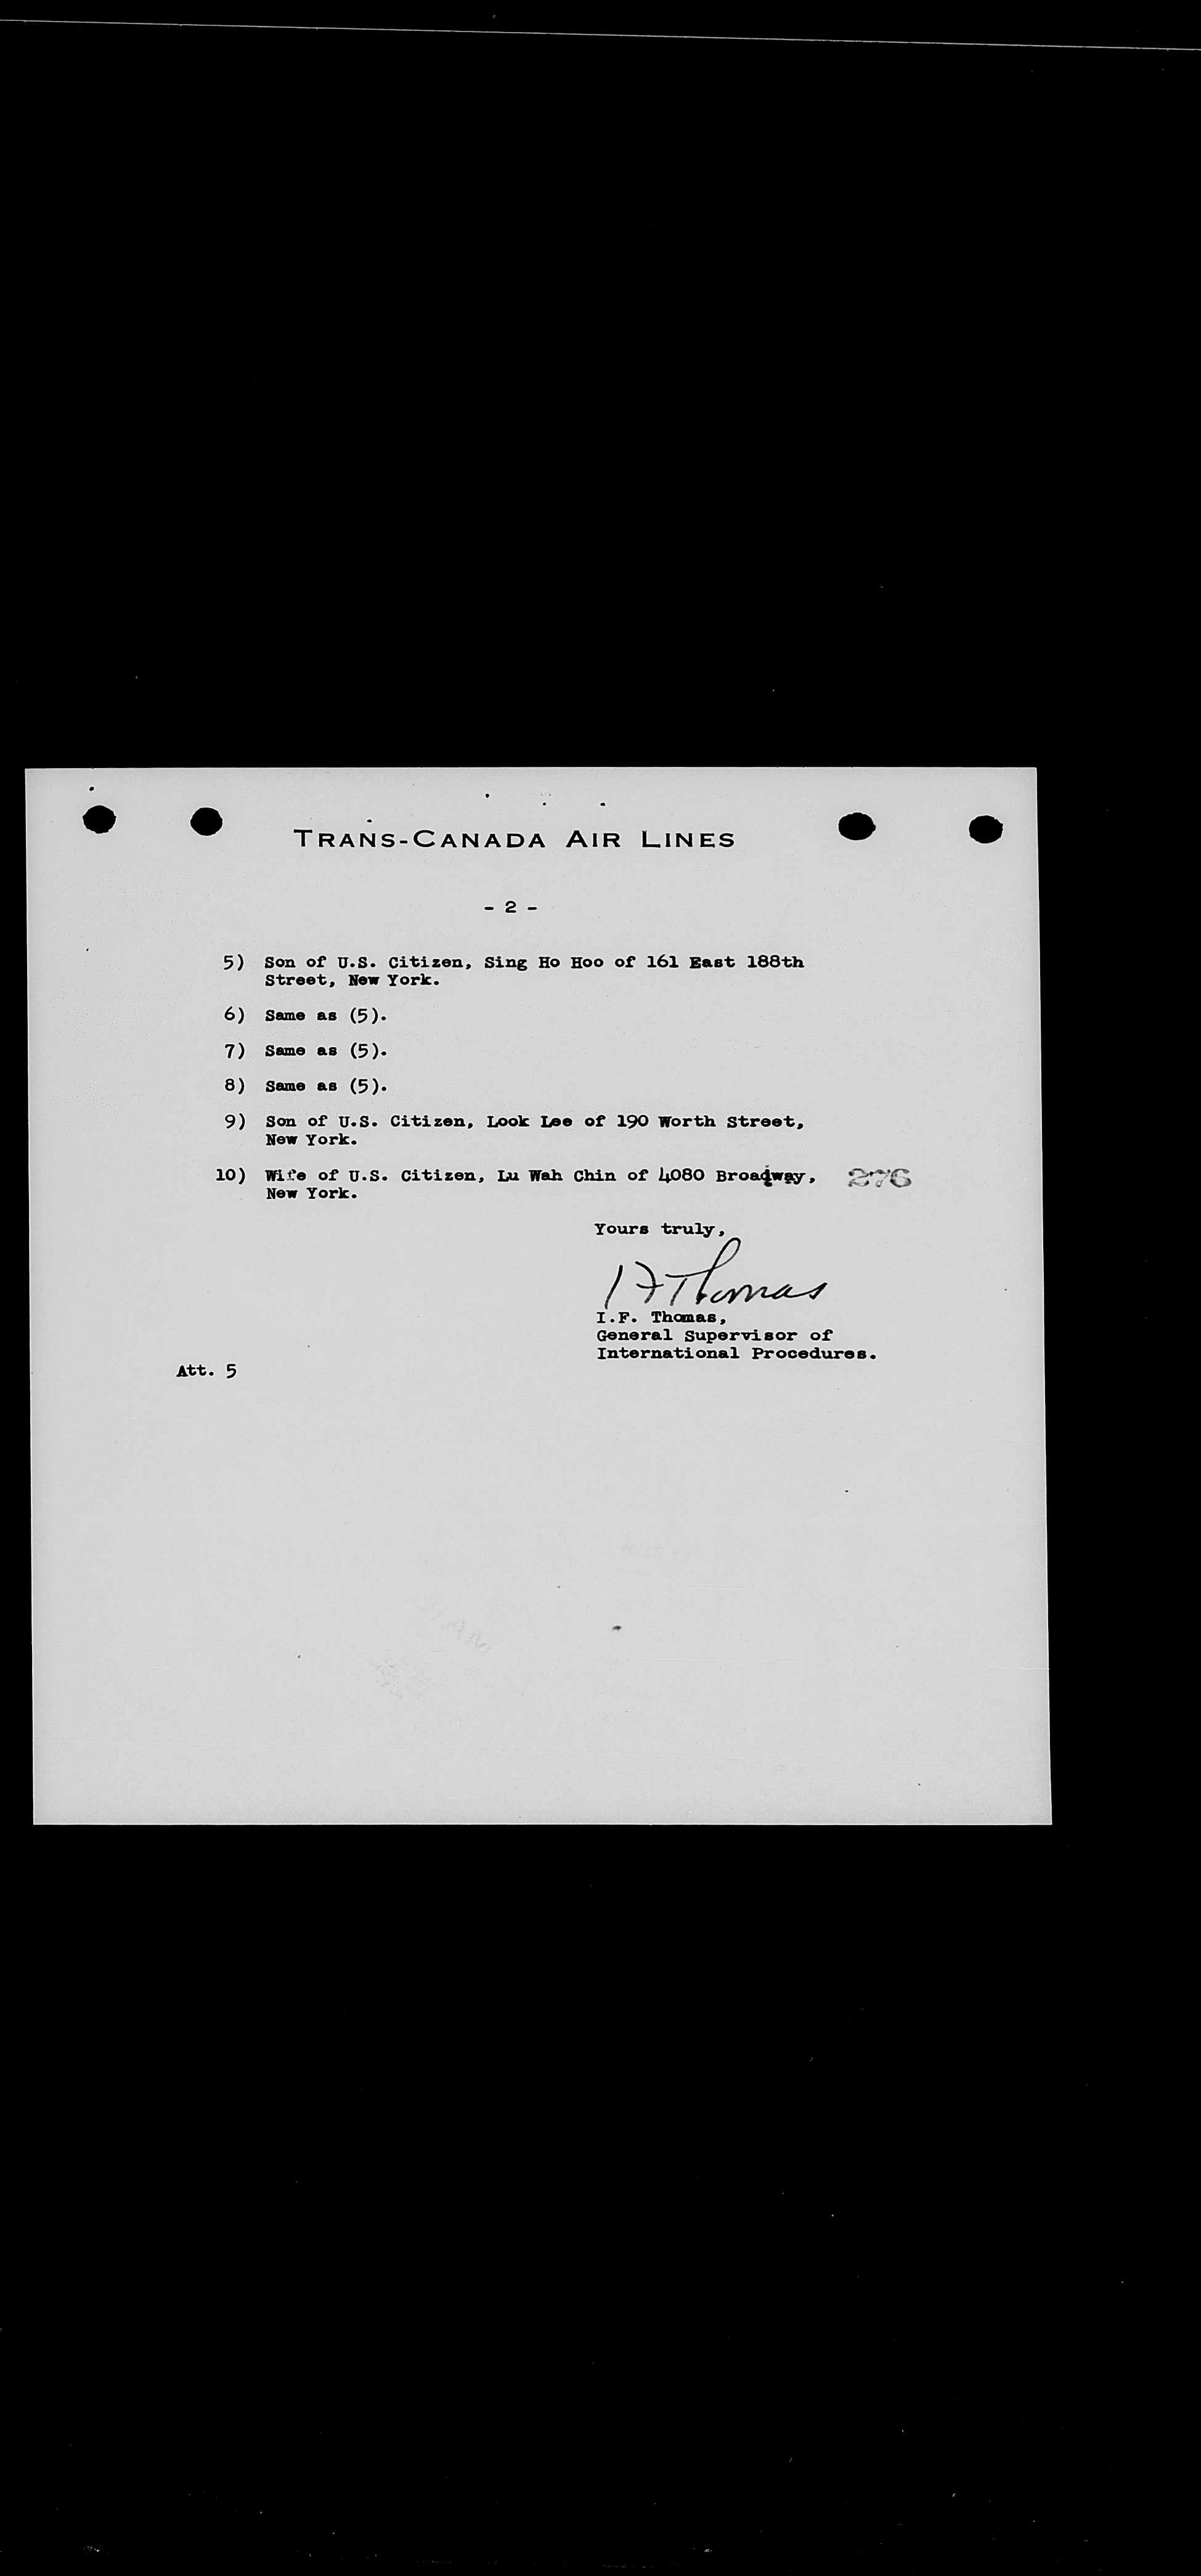 TRANS-CANADA AIR LINES
- 2 -
5) Son of U.S. Citizen, Sing Ho Hoo of 161 East 188th
Street, New York.
6) Same as (5).
7) Same as (5).
8) Same as (5).
9) Son of U.S. Citizen, Look Lee of 190 Worth Street,
New York.
10) Wife of U.S. Citizen, Lu Wah Chin of 4080 Broadway, 276
New York.
Yours truly,
I F Thomas
I.F. Thomas,
General Supervisor of
International Procedures.
Att. 5